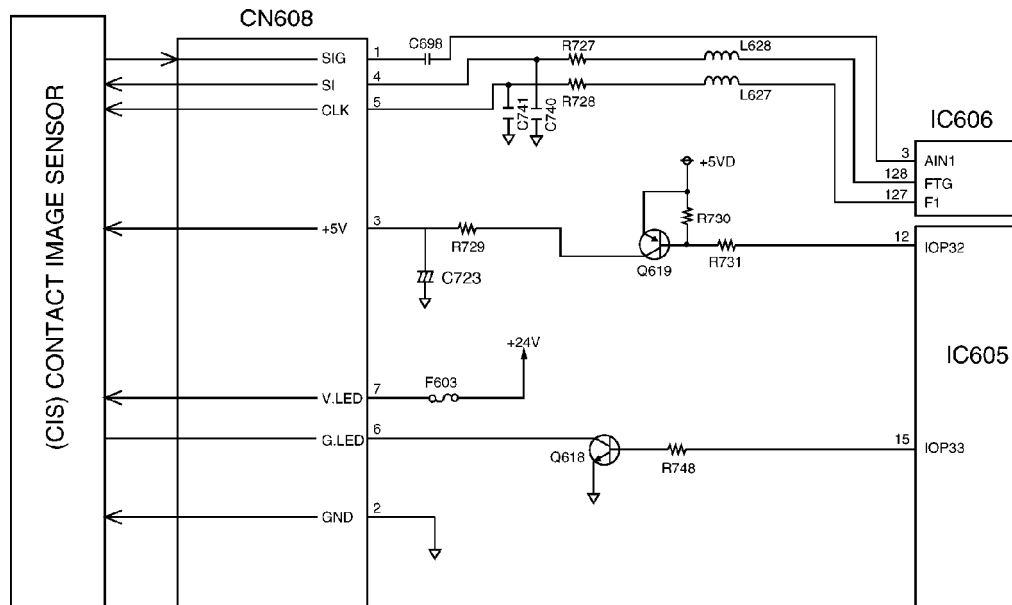 CN608
(CIS) CONTACT IMAGE SENSOR
SIG 1 C698 R727 L628
SI 4
CLK 5 C741 C740 R728 L627
IC606
3 AIN1
128 FTG
127 F1
+5VD
+5V 3 R729 R730
Q619 R731 12 IOP32
C723
IC605
+24V
V.LED 7 F603
G.LED 6 Q618 R748 15 IOP33
GND 2